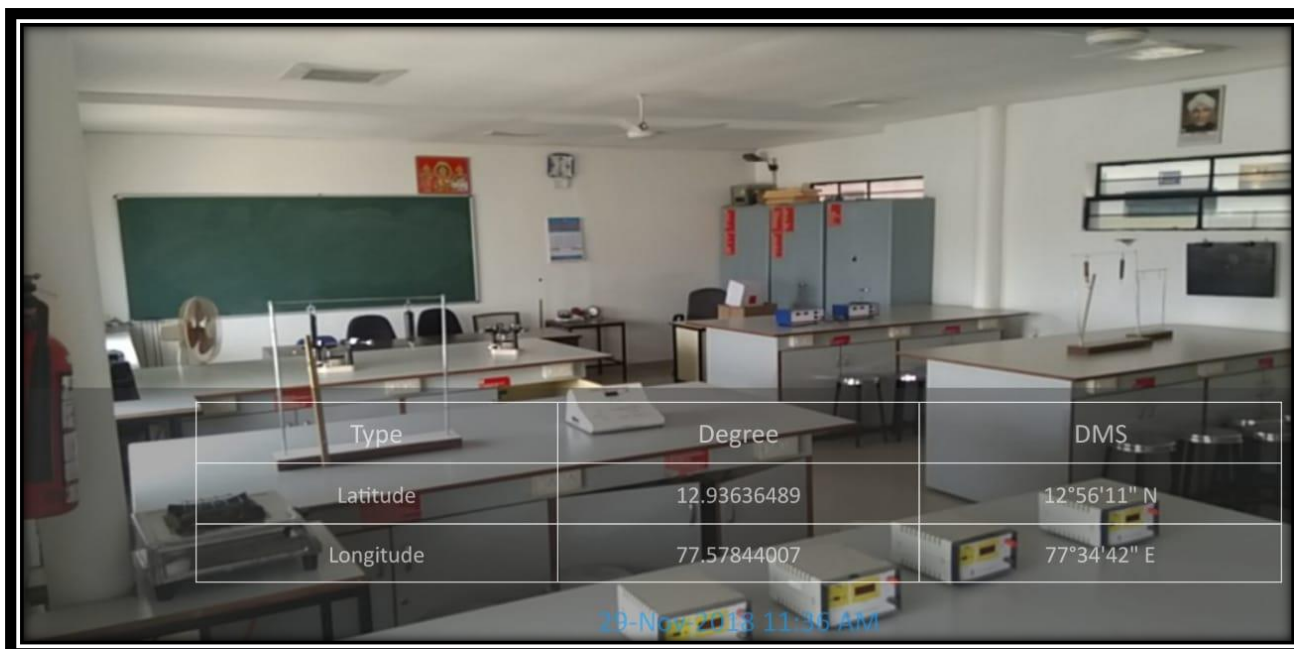 Type Degree DMS
Latitude 12.93636489 12°56'11" N
Longitude 77.57844007 77°34'42" E
29-Nov-2018 11:36 AM